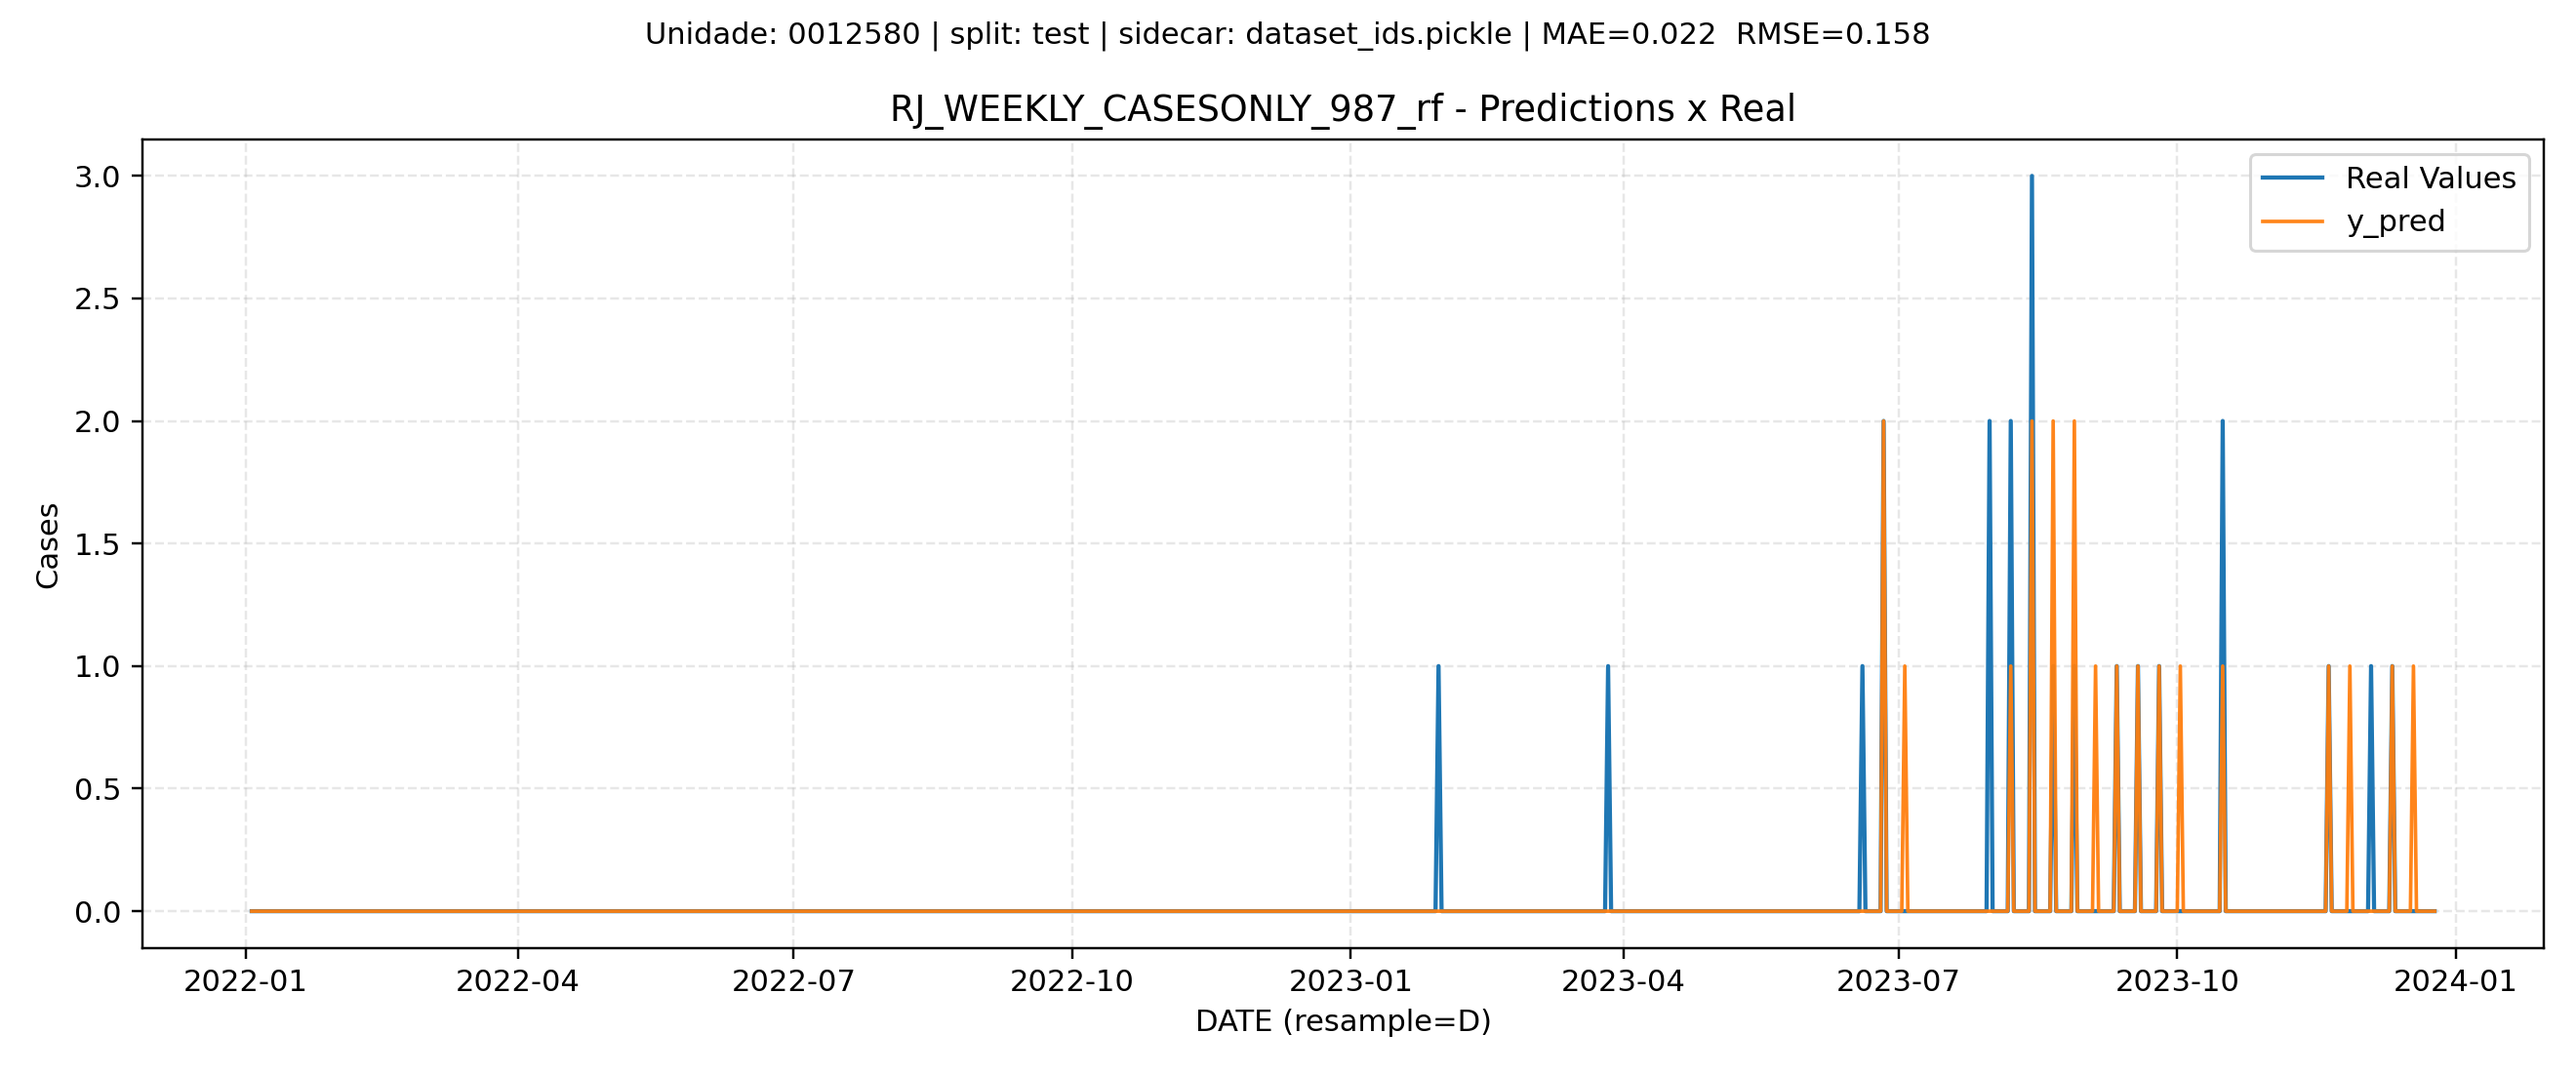 Unidade: 0012580 | split: test | sidecar: dataset_ids.pickle | MAE=0.022  RMSE=0.158
RJ_WEEKLY_CASESONLY_987_rf - Predictions x Real
Real Values
y_pred
Cases
3.0
2.5
2.0
1.5
1.0
0.5
0.0
2022-01 2022-04 2022-07 2022-10 2023-01 2023-04 2023-07 2023-10 2024-01
DATE (resample=D)